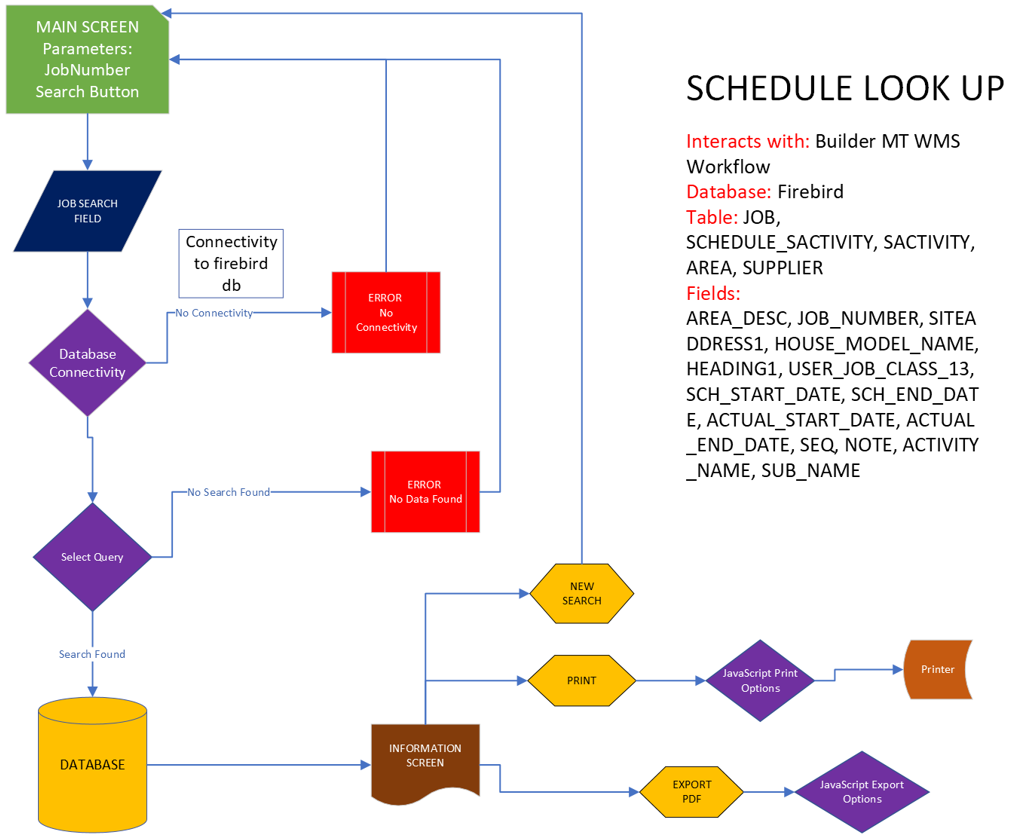 MAIN SCREEN
Parameters:
JobNumber
Search Button
SCHEDULE LOOK UP
Interacts with: Builder MT WMS
Workflow
Database: Firebird
Table: JOB,
SCHEDULE_SACTIVITY, SACTIVITY,
AREA, SUPPLIER
Fields:
AREA_DESC, JOB_NUMBER, SITEA
DDRESS1, HOUSE_MODEL_NAME,
HEADING1, USER_JOB_CLASS_13,
SCH_START_DATE, SCH_END_DAT
E, ACTUAL_START_DATE, ACTUAL
_END_DATE, SEQ, NOTE, ACTIVITY
_NAME, SUB_NAME
JOB SEARCH
FIELD
Connectivity
to firebird
db
No Connectivity
ERROR
No
Connectivity
Database
Connectivity
No Search Found
ERROR
No Data Found
Select Query
Search Found
NEW
SEARCH
PRINT
JavaScript Print
Options
Printer
DATABASE
INFORMATION
SCREEN
EXPORT
PDF
JavaScript Export
Options